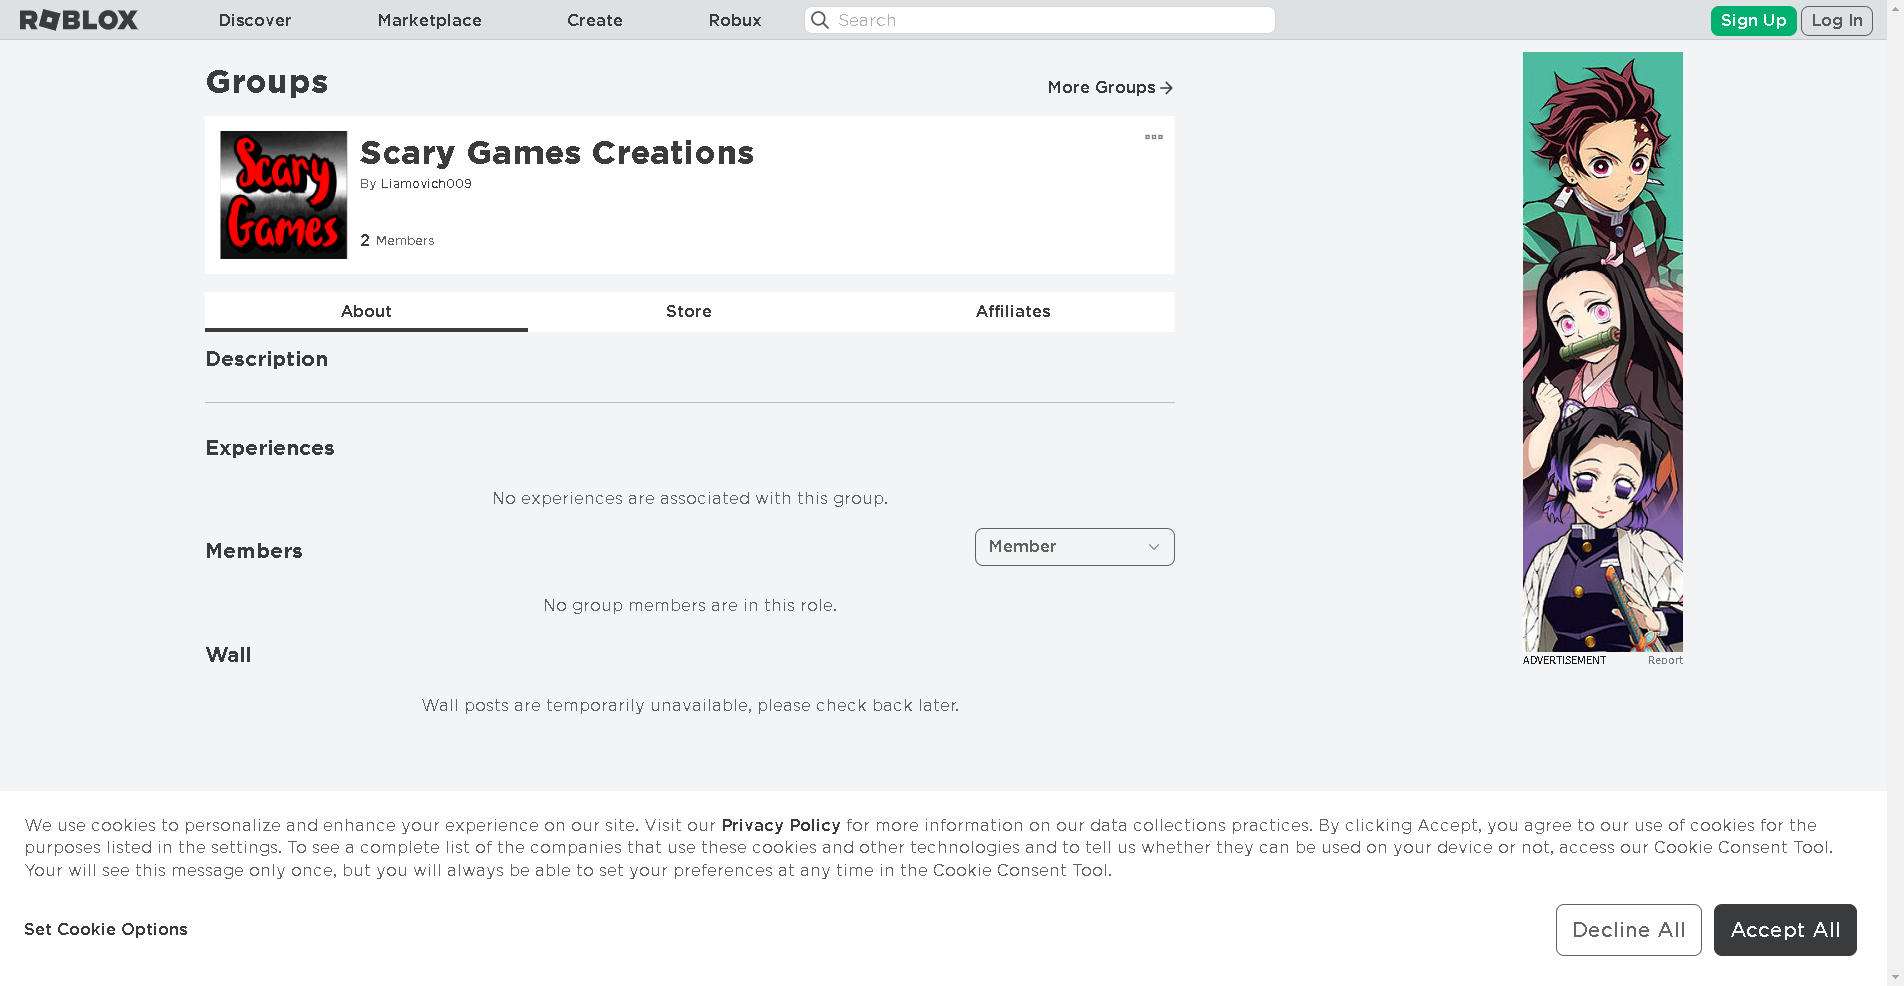 ROBLOX
Discover
Marketplace
Create
Robux
Search
Sign Up
Log In
Groups
More Groups
Scary Games
Scary Games Creations
By Liamovich009
2 Members
About
Store
Affiliates
Description
Experiences
No experiences are associated with this group.
Members
Member
No group members are in this role.
Wall
Wall posts are temporarily unavailable, please check back later.
ADVERTISEMENT
Report
We use cookies to personalize and enhance your experience on our site. Visit our Privacy Policy for more information on our data collections practices. By clicking Accept, you agree to our use of cookies for the
purposes listed in the settings. To see a complete list of the companies that use these cookies and other technologies and to tell us whether they can be used on your device or not, access our Cookie Consent Tool.
Your will see this message only once, but you will always be able to set your preferences at any time in the Cookie Consent Tool.
Set Cookie Options
Decline All
Accept All